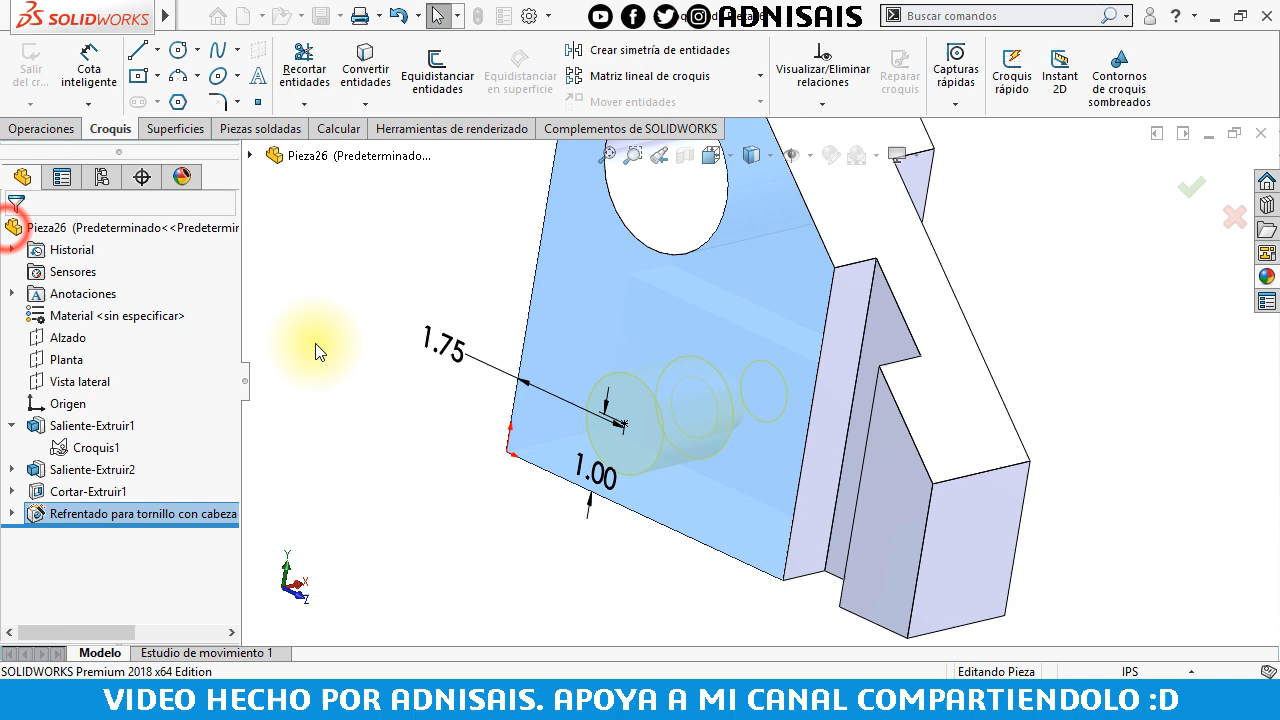 SOLIDWORKS
ADNISAIS
Buscar comandos
Salir del cr...
Cota inteligente
Recortar entidades
Convertir entidades
Equidistanciar entidades
Equidistanciar en superficie
Crear simetría de entidades
Matriz lineal de croquis
Mover entidades
Visualizar/Eliminar relaciones
Reparar croquis
Capturas rápidas
Croquis rápido
Instant 2D
Contornos de croquis sombreados
Operaciones
Croquis
Superficies
Piezas soldadas
Calcular
Herramientas de renderizado
Complementos de SOLIDWORKS
Pieza26 (Predeterminado...
Pieza26 (Predeterminado<<Predetermir
Historial
Sensores
Anotaciones
Material <sin especificar>
Alzado
Planta
Vista lateral
Origen
Saliente-Extruir1
Croquis1
Saliente-Extruir2
Cortar-Extruir1
Refrentado para tornillo con cabeza
1.75
1.00
Y
X
Z
Modelo
Estudio de movimiento 1
SOLIDWORKS Premium 2018 x64 Edition
Editando Pieza
IPS
VIDEO HECHO POR ADNISAIS. APOYA A MI CANAL COMPARTIENDOLO :D